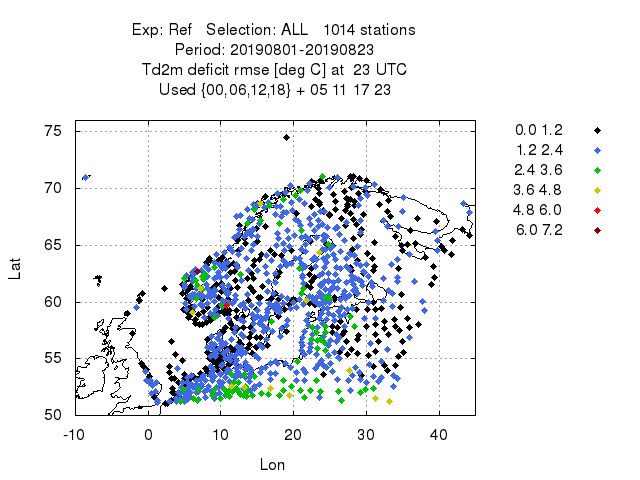 Exp: Ref Selection: ALL 1014 stations
Period: 20190801-20190823
Td2m deficit rmse [deg C] at 23 UTC
Used {00,06,12,18} + 05 11 17 23
0.0 1.2
1.2 2.4
2.4 3.6
3.6 4.8
4.8 6.0
6.0 7.2
75
70
65
60
55
50
Lat
-10 0 10 20 30 40
Lon